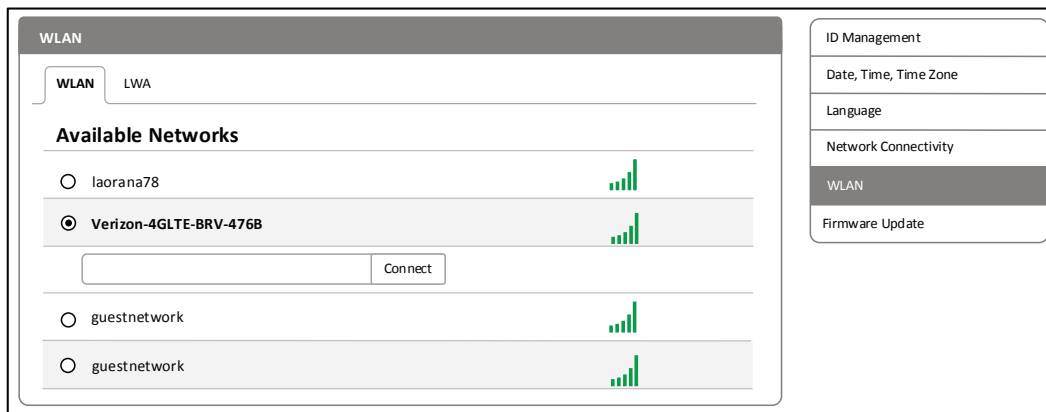 WLAN
WLAN LWA
Available Networks
laorana78
Verizon-4GLTE-BRV-476B
Connect
guestnetwork
guestnetwork
ID Management
Date, Time, Time Zone
Language
Network Connectivity
WLAN
Firmware Update